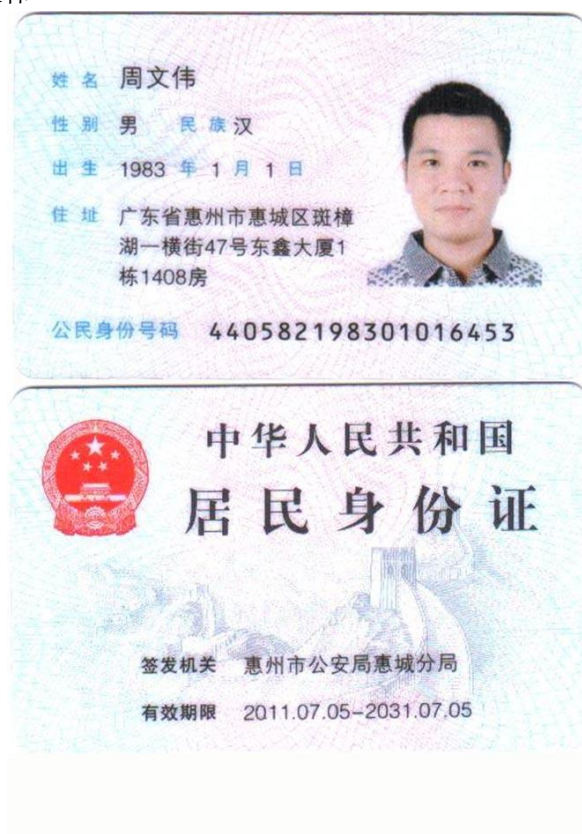 姓名 周文伟
性别 男 民族 汉
出生 1983 年 1 月 1 日
住址 广东省惠州市惠城区斑樟
湖一横街47号东鑫大厦1
栋1408房
公民身份号码 440582198301016453
中华人民共和国
居民身份证
签发机关 惠州市公安局惠城分局
有效期限 2011.07.05-2031.07.05